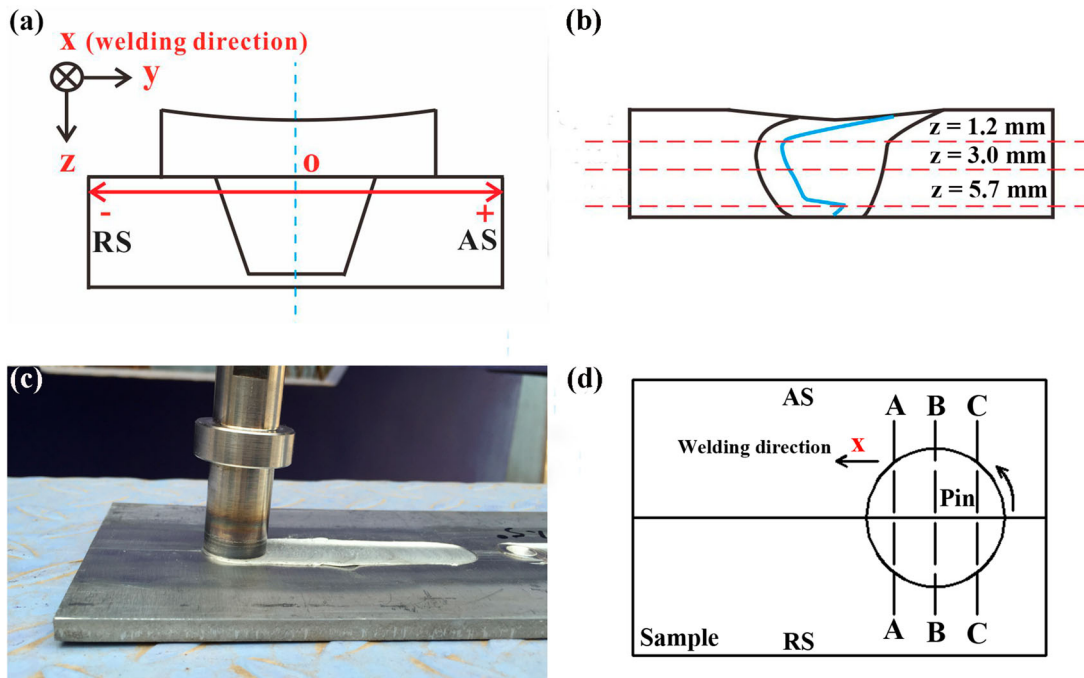 (a)
x (welding direction)
y
z
o
- +
RS AS
(b)
z = 1.2 mm
z = 3.0 mm
z = 5.7 mm
(c)
(d)
AS
A B C
Welding direction x
Pin
A B C
Sample RS